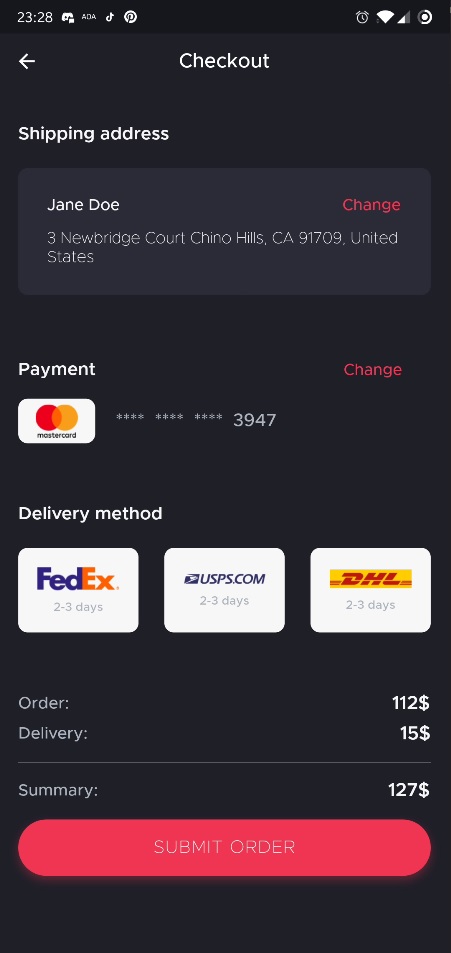 23:28 ADA
Checkout
Shipping address
Jane Doe Change
3 Newbridge Court Chino Hills, CA 91709, United
States
Payment Change
mastercard **** **** **** 3947
Delivery method
FedEx. USPS.COM DHL
2-3 days 2-3 days 2-3 days
Order: 112$
Delivery: 15$
Summary: 127$
SUBMIT ORDER